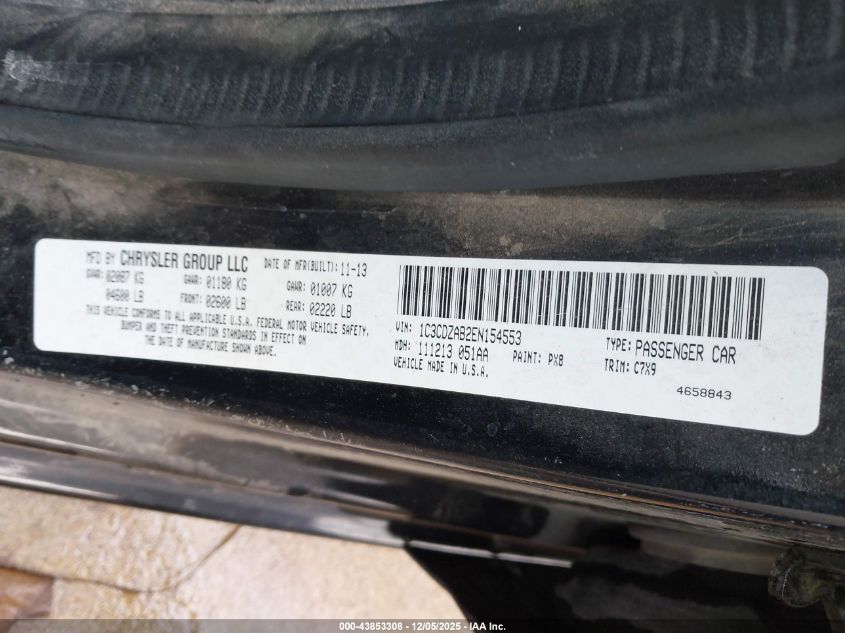 MFD BY CHRYSLER GROUP LLC DATE OF MFR(BUILT): 11-13
GVWR: 02087 KG GAWR: 01180 KG GAWR: 01007 KG
04600 LB FRONT: 02600 LB REAR: 02220 LB
THIS VEHICLE CONFORMS TO ALL APPLICABLE U.S.A. FEDERAL MOTOR VEHICLE SAFETY,
BUMPER AND THEFT PREVENTION STANDARDS IN EFFECT ON
THE DATE OF MANUFACTURE SHOWN ABOVE.
VIN: 1C3CDZAB2EN154553 TYPE: PASSENGER CAR
MDH: 111213 051AA PAINT: PX8 TRIM: C7X9
VEHICLE MADE IN U.S.A.
4658843
000-43853308 - 12/05/2025 - IAA